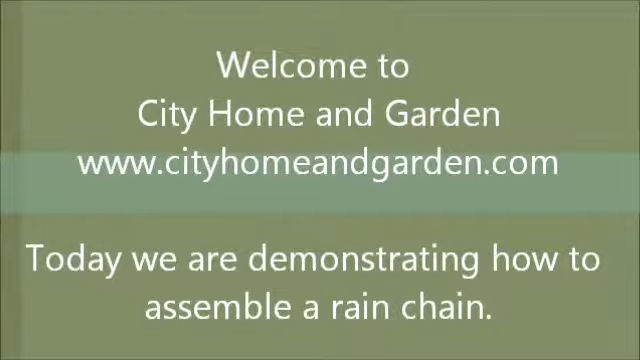 Welcome to
City Home and Garden
www.cityhomeandgarden.com
Today we are demonstrating how to
assemble a rain chain.